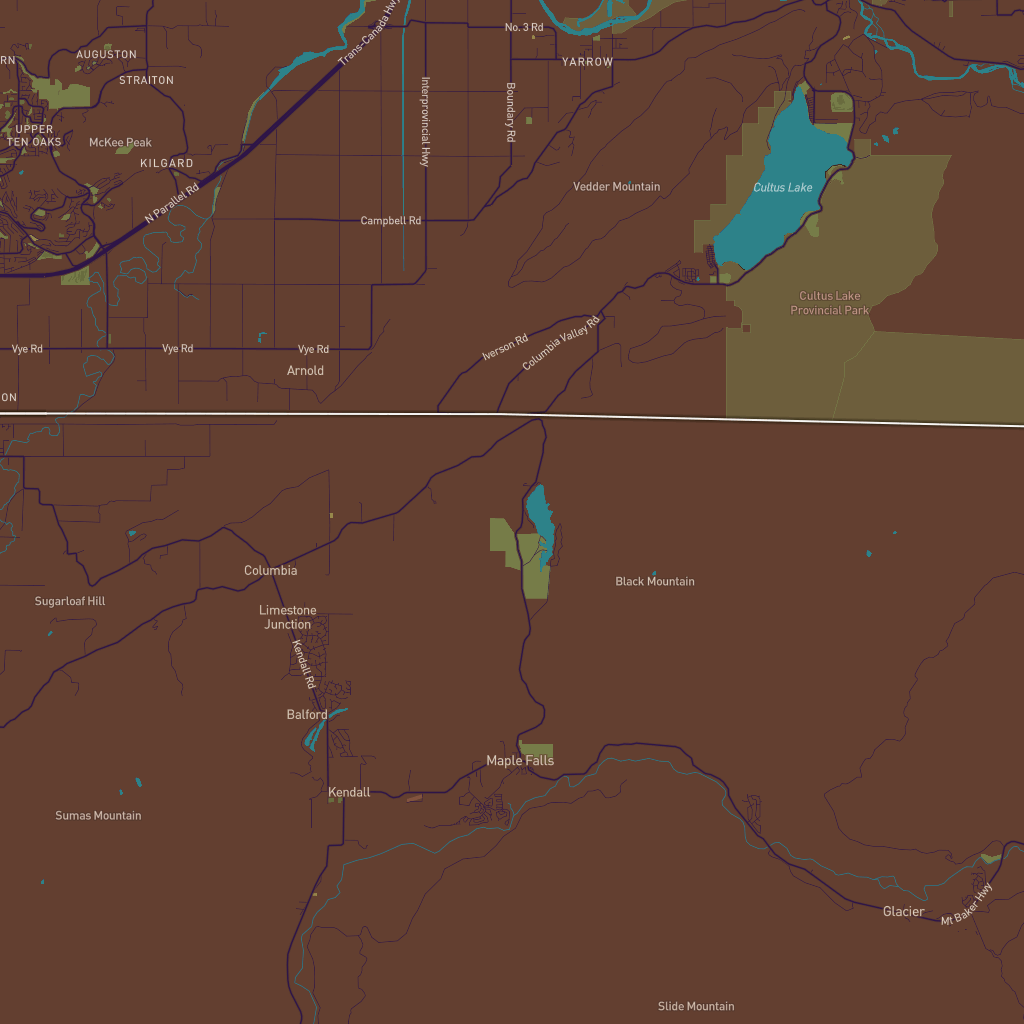 No. 3 Rd
Trans-Canada Hwy
AUGUSTON
RN
YARROW
STRAITON
Interprovincial Hwy
Boundary Rd
UPPER
TEN OAKS
McKee Peak
KILGARD
Vedder Mountain
Cultus Lake
N Parallel Rd
Campbell Rd
Cultus Lake
Provincial Park
Vye Rd
Vye Rd
Vye Rd
Iverson Rd
Columbia Valley Rd
Arnold
ON
Columbia
Black Mountain
Sugarloaf Hill
Limestone
Junction
Kendall Rd
Balford
Maple Falls
Kendall
Sumas Mountain
Glacier
Mt Baker Hwy
Slide Mountain